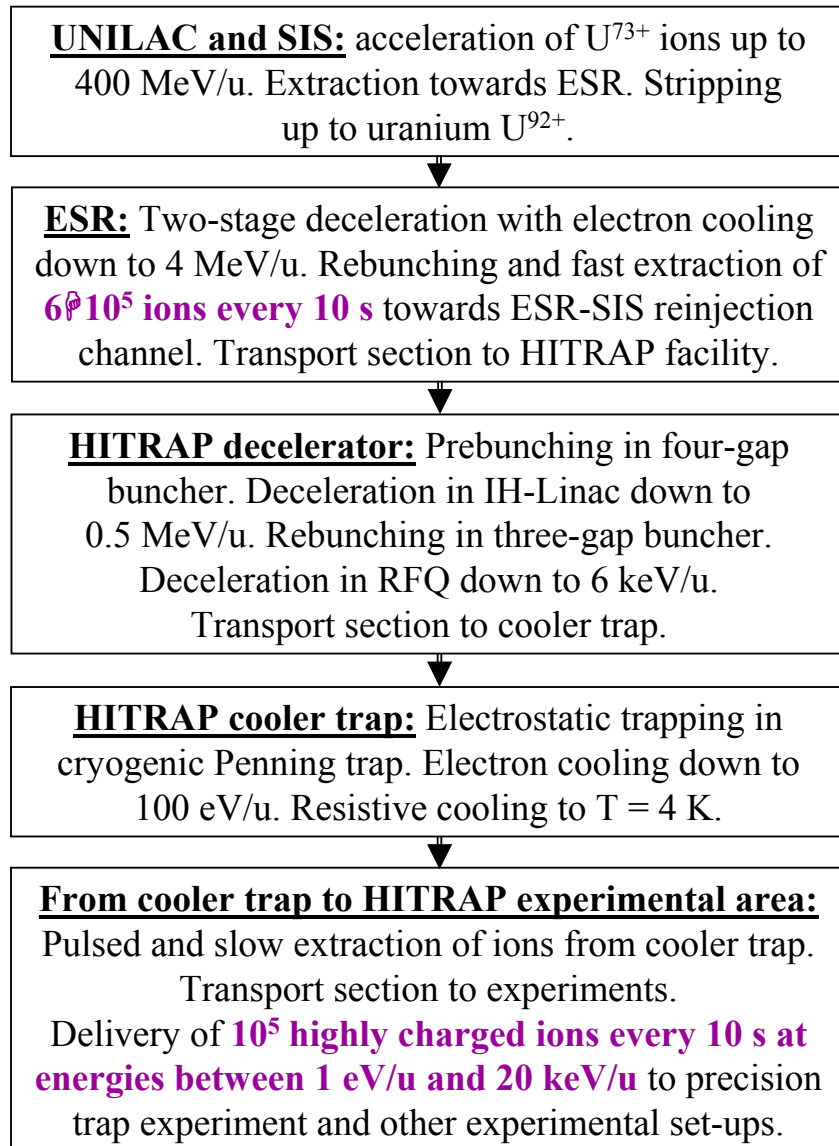 UNILAC and SIS: acceleration of U⁷³⁺ ions up to
400 MeV/u. Extraction towards ESR. Stripping
up to uranium U⁹²⁺.
ESR: Two-stage deceleration with electron cooling
down to 4 MeV/u. Rebunching and fast extraction of
6 10⁵ ions every 10 s towards ESR-SIS reinjection
channel. Transport section to HITRAP facility.
HITRAP decelerator: Prebunching in four-gap
buncher. Deceleration in IH-Linac down to
0.5 MeV/u. Rebunching in three-gap buncher.
Deceleration in RFQ down to 6 keV/u.
Transport section to cooler trap.
HITRAP cooler trap: Electrostatic trapping in
cryogenic Penning trap. Electron cooling down to
100 eV/u. Resistive cooling to T = 4 K.
From cooler trap to HITRAP experimental area:
Pulsed and slow extraction of ions from cooler trap.
Transport section to experiments.
Delivery of 10⁵ highly charged ions every 10 s at
energies between 1 eV/u and 20 keV/u to precision
trap experiment and other experimental set-ups.